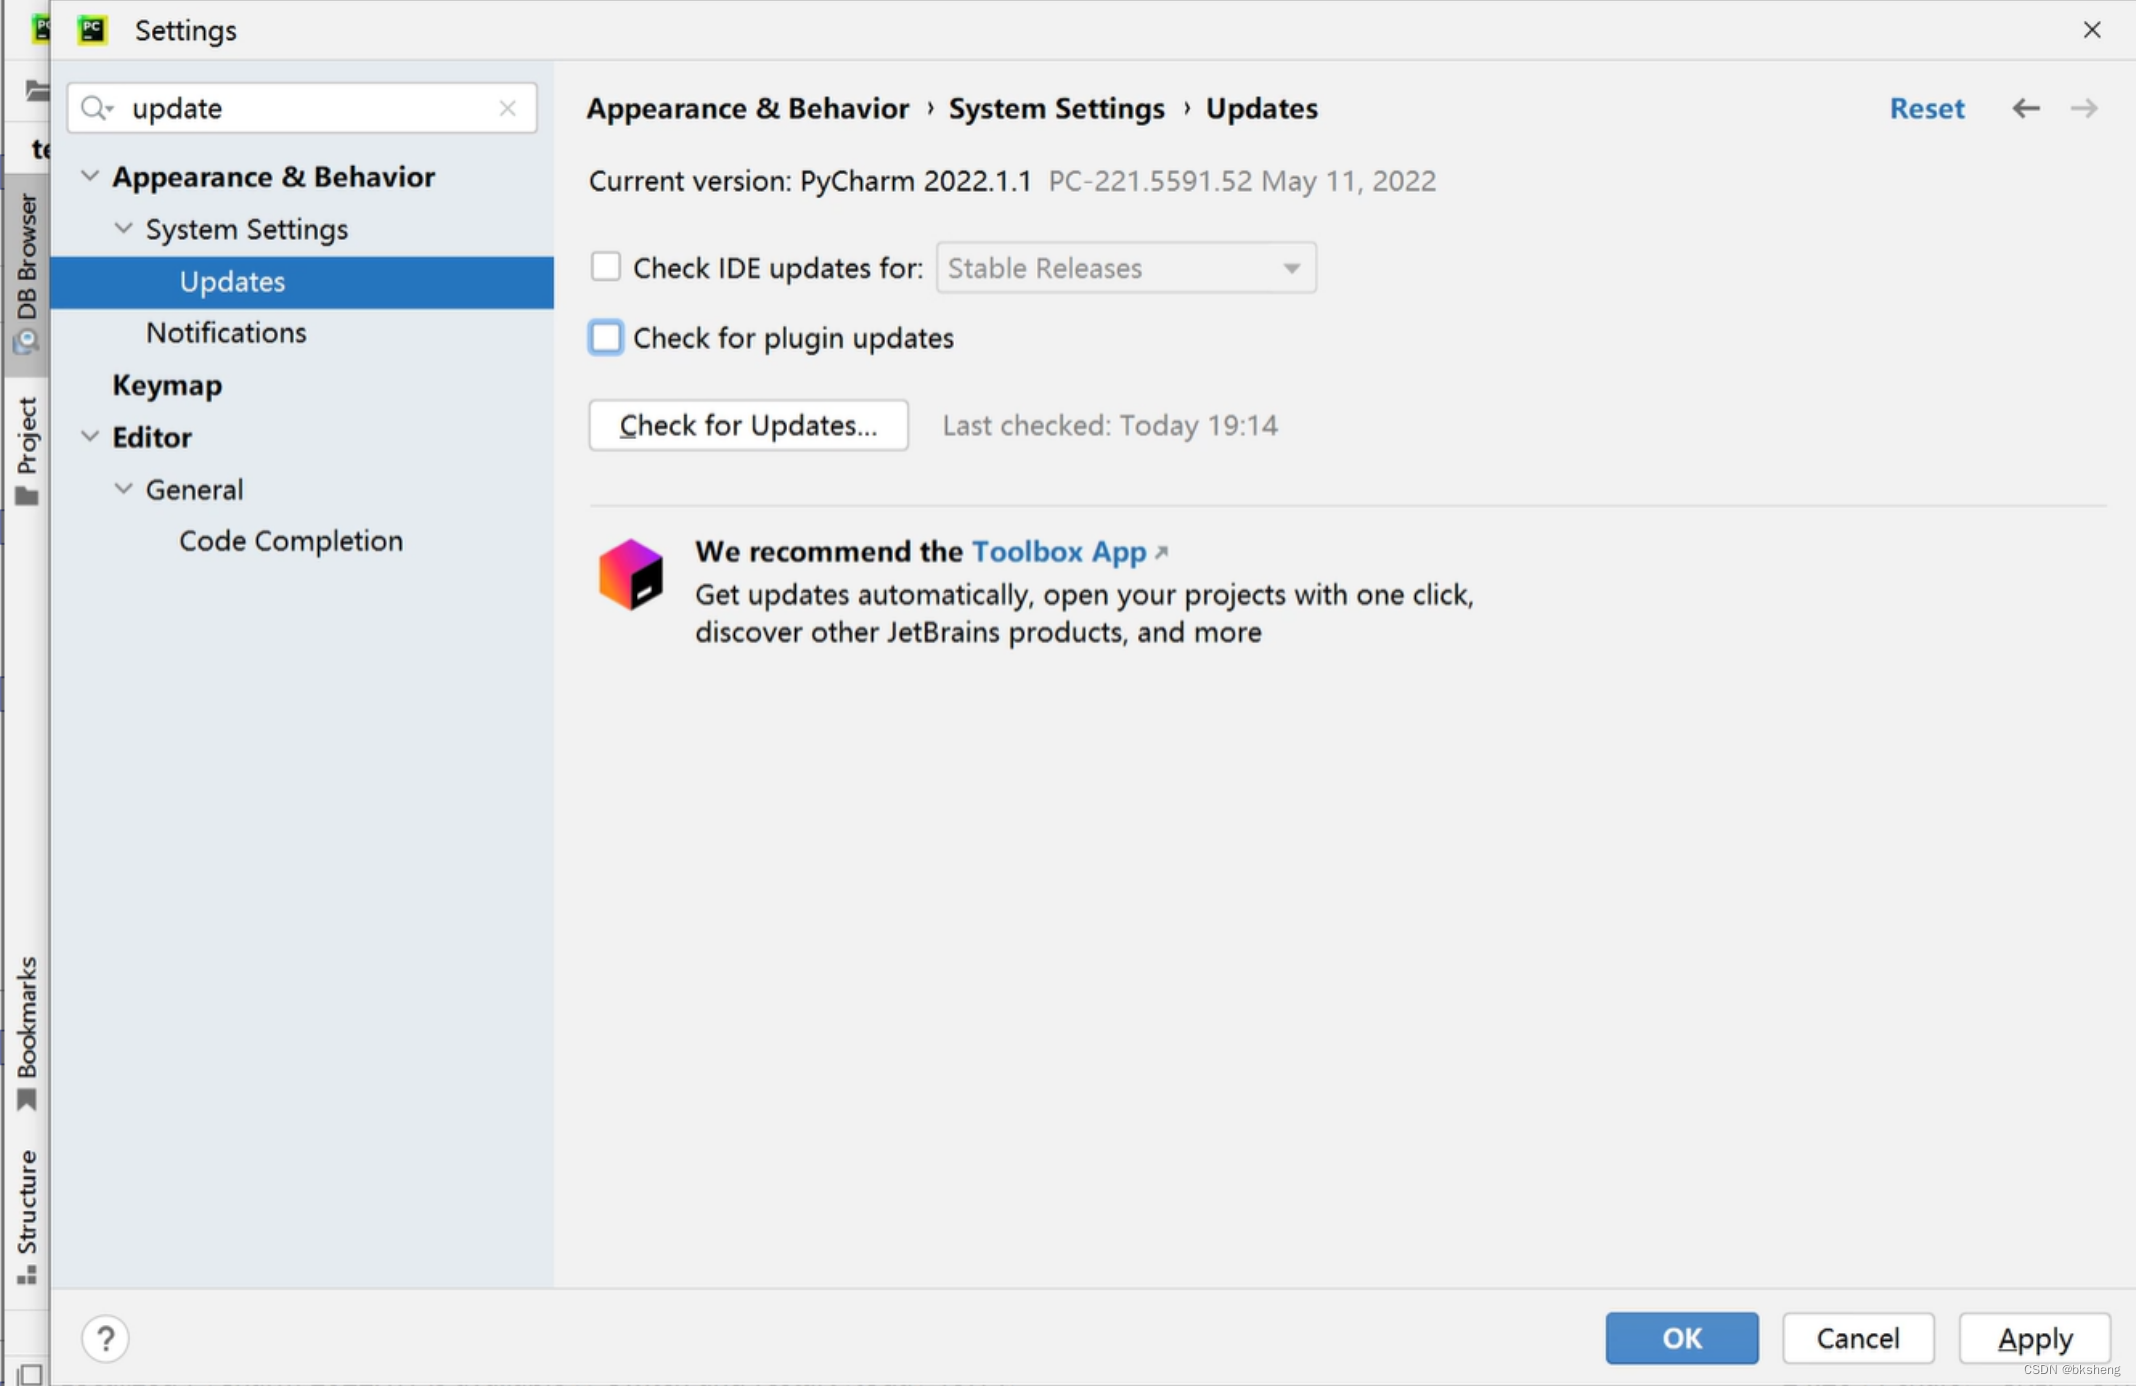 Settings
update
Appearance & Behavior
System Settings
Updates
Notifications
Keymap
Editor
General
Code Completion
Appearance & Behavior › System Settings › Updates
Reset
Current version: PyCharm 2022.1.1 PC-221.5591.52 May 11, 2022
Check IDE updates for: Stable Releases
Check for plugin updates
Check for Updates...
Last checked: Today 19:14
We recommend the Toolbox App
Get updates automatically, open your projects with one click,
discover other JetBrains products, and more
DB Browser
Project
Bookmarks
Structure
?
OK
Cancel
Apply
CSDN @bksheng